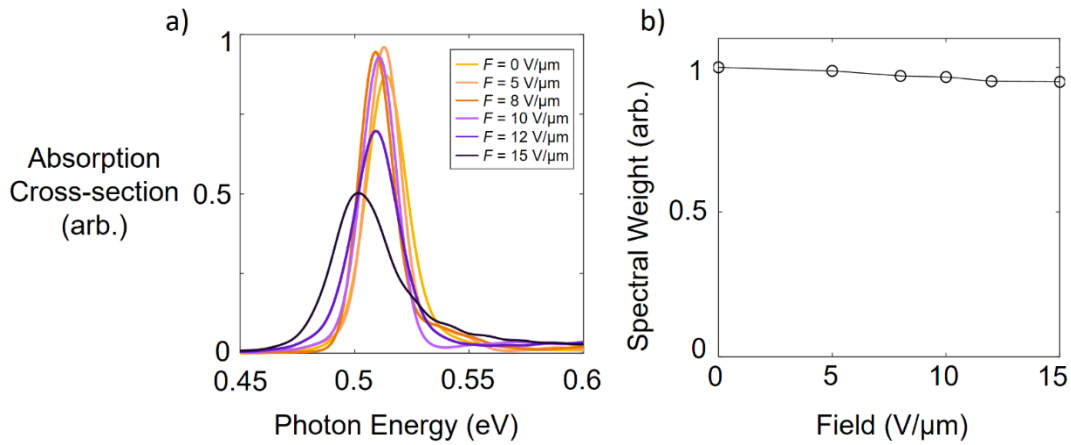 a)
Absorption
Cross-section
(arb.)
1
0.5
0
0.45
0.5
0.55
0.6
Photon Energy (eV)
F = 0 V/µm
F = 5 V/µm
F = 8 V/µm
F = 10 V/µm
F = 12 V/µm
F = 15 V/µm
b)
Spectral Weight (arb.)
1
0.5
0
0
5
10
15
Field (V/µm)